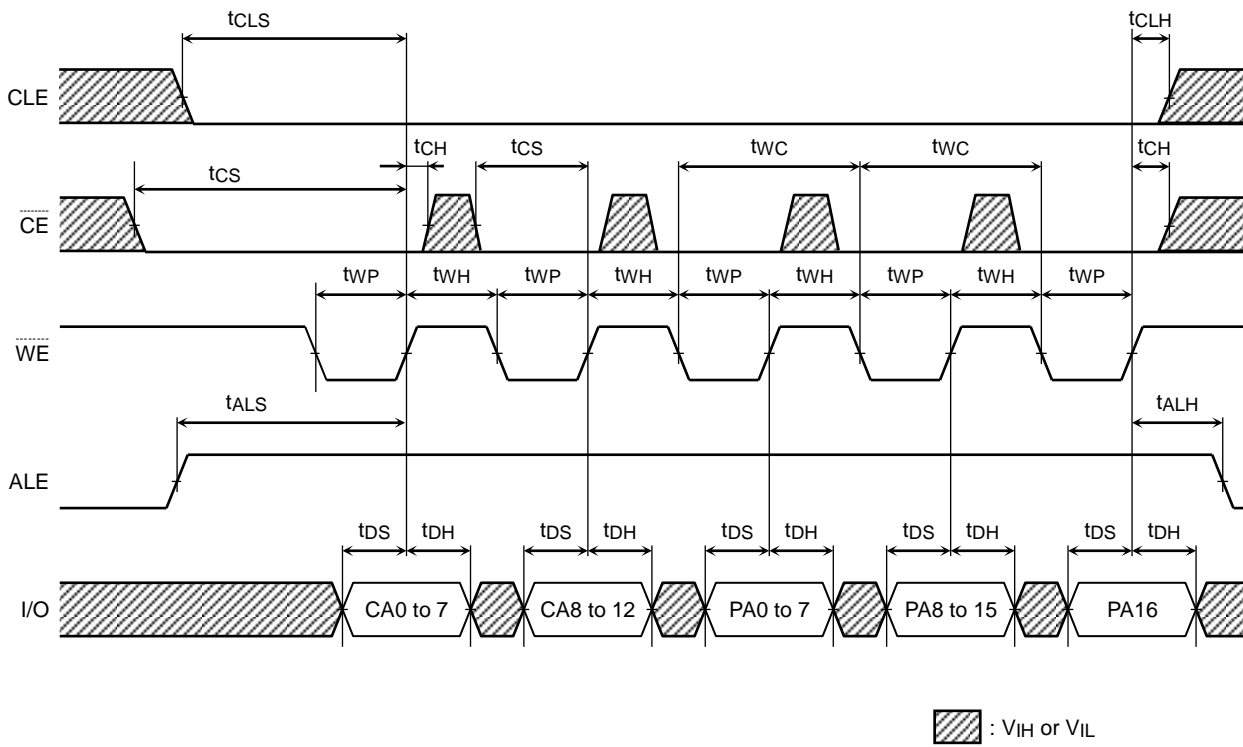 tCLS tCLH
CLE
tCH tCS tWC tWC tCH
tCS
CE
tWP tWH tWP tWH tWP tWH tWP tWH tWP
WE
tALS tALH
ALE
tDS tDH tDS tDH tDS tDH tDS tDH tDS tDH
I/O CA0 to 7 CA8 to 12 PA0 to 7 PA8 to 15 PA16
: VIH or VIL